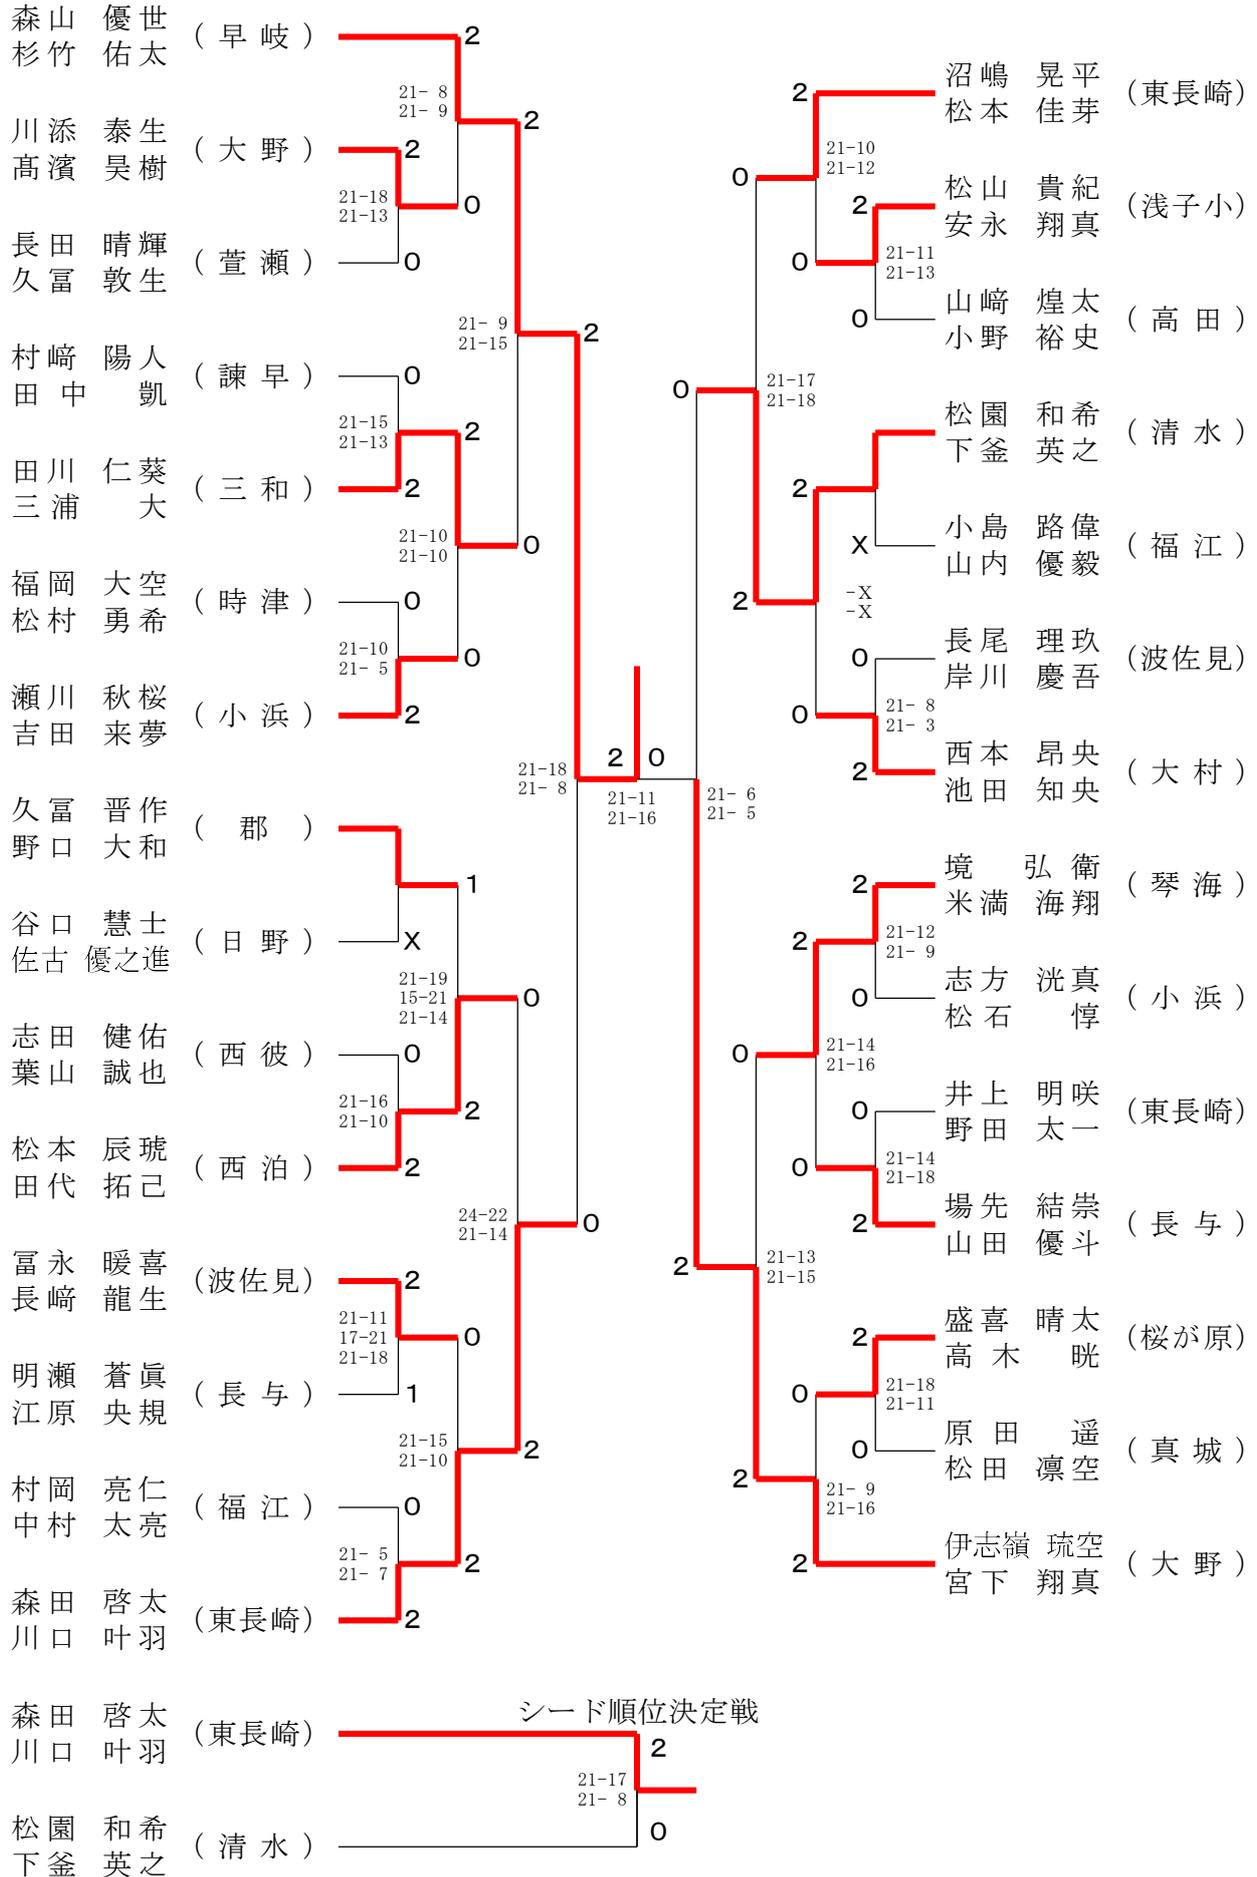 森山 優世
杉竹 佑太
(早岐)
2
21- 8
21- 9
2
川添 泰生
髙濱 昊樹
(大野)
2
21-18
21-13
0
長田 晴輝
久冨 敦生
(萱瀬)
0
21- 9
21-15
2
村﨑 陽人
田中 凱
(諫早)
0
21-15
21-13
2
田川 仁葵
三浦 大
(三和)
2
21-10
21-10
0
福岡 大空
松村 勇希
(時津)
0
21-10
21- 5
0
瀬川 秋桜
吉田 来夢
(小浜)
2
21-18
21- 8
久冨 晋作
野口 大和
(郡)
1
谷口 慧士
佐古 優之進
(日野)
X
21-19
15-21
21-14
0
志田 健佑
葉山 誠也
(西彼)
0
21-16
21-10
2
松本 辰琥
田代 拓己
(西泊)
2
24-22
21-14
0
冨永 暖喜
長﨑 龍生
(波佐見)
2
21-11
17-21
21-18
0
明瀬 蒼眞
江原 央規
(長与)
1
21-15
21-10
2
村岡 亮仁
中村 太亮
(福江)
0
21- 5
21- 7
2
森田 啓太
川口 叶羽
(東長崎)
2
2 0
21-11
21-16
2
沼嶋 晃平
松本 佳芽
(東長崎)
21-10
21-12
0
2
松山 貴紀
安永 翔真
(浅子小)
0
21-11
21-13
0
山﨑 煌太
小野 裕史
(高田)
0
21-17
21-18
松園 和希
下釜 英之
(清水)
2
X
小島 路偉
山内 優毅
(福江)
-X
-X
2
0
長尾 理玖
岸川 慶吾
(波佐見)
0
21- 8
21- 3
2
西本 昂央
池田 知央
(大村)
21- 6
21- 5
2
境 弘衛
米満 海翔
(琴海)
2
21-12
21- 9
0
志方 洸真
松石 惇
(小浜)
0
21-14
21-16
0
井上 明咲
野田 太一
(東長崎)
0
21-14
21-18
2
場先 結崇
山田 優斗
(長与)
2
21-13
21-15
2
盛喜 晴太
高木 晄
(桜が原)
0
21-18
21-11
0
原田 遥
松田 凛空
(真城)
2
21- 9
21-16
2
伊志嶺 琉空
宮下 翔真
(大野)
シード順位決定戦
森田 啓太
川口 叶羽
(東長崎)
2
21-17
21- 8
松園 和希
下釜 英之
(清水)
0